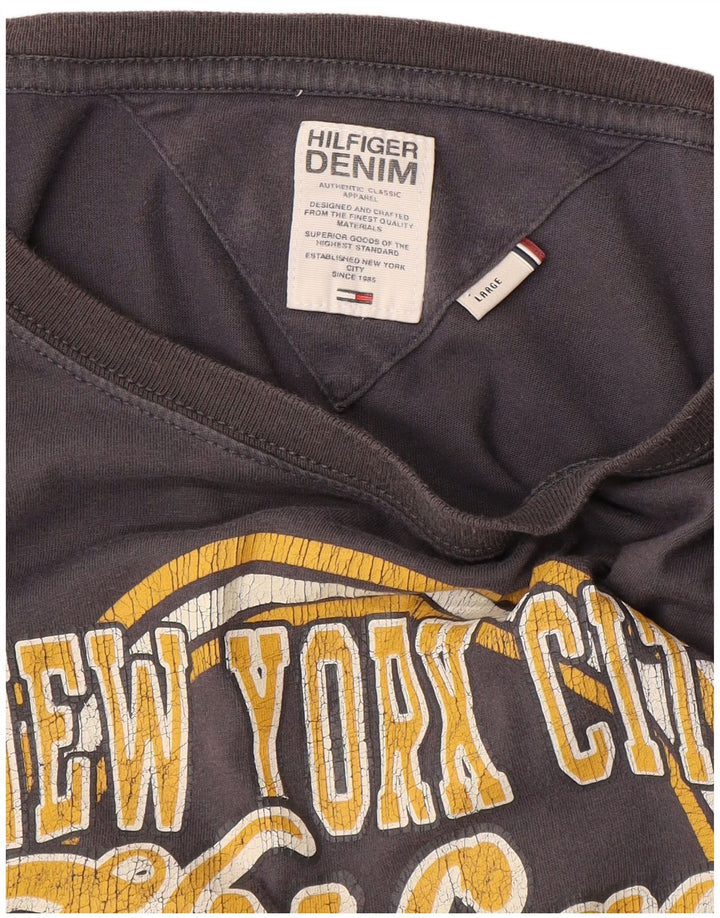 HILFIGER
DENIM
AUTHENTIC CLASSIC
APPAREL
DESIGNED AND CRAFTED
FROM THE FINEST QUALITY
MATERIALS
SUPERIOR GOODS OF THE
HIGHEST STANDARD
ESTABLISHED NEW YORK
CITY
SINCE 1985
LARGE
NEW YORK CITY